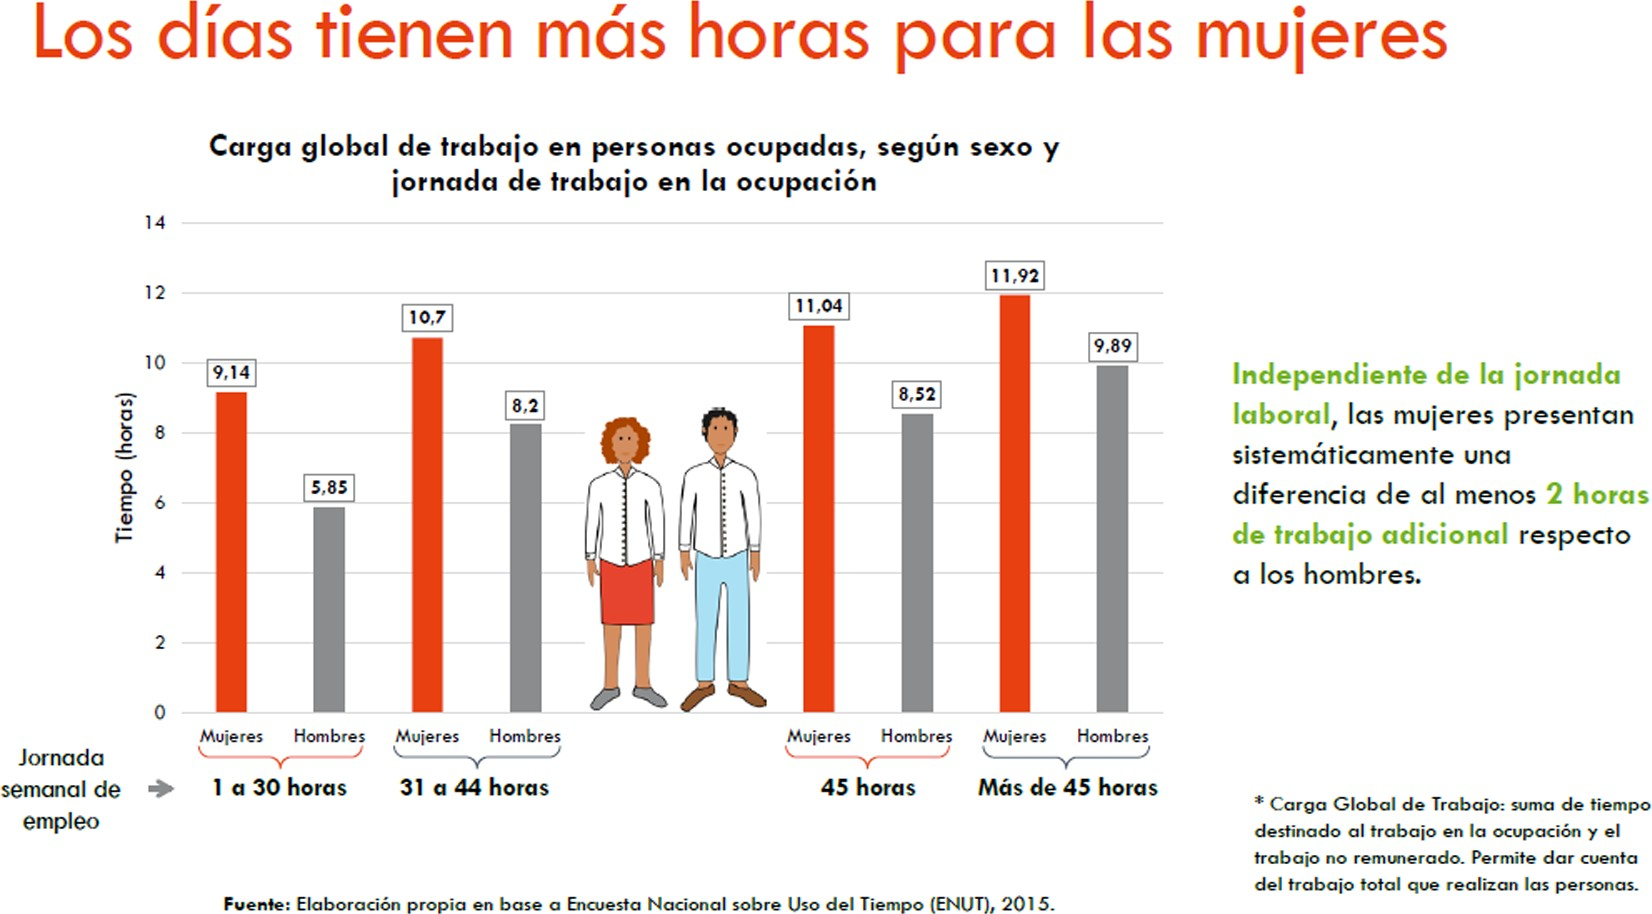 Los días tienen más horas para las mujeres
Carga global de trabajo en personas ocupadas, según sexo y
jornada de trabajo en la ocupación
Tiempo (horas)
14
12
10
8
6
4
2
0
9,14
5,85
10,7
8,2
11,04
8,52
11,92
9,89
Mujeres Hombres Mujeres Hombres Mujeres Hombres Mujeres Hombres
Jornada
semanal de
empleo
1 a 30 horas 31 a 44 horas 45 horas Más de 45 horas
Independiente de la jornada
laboral, las mujeres presentan
sistemáticamente una
diferencia de al menos 2 horas
de trabajo adicional respecto
a los hombres.
* Carga Global de Trabajo: suma de tiempo
destinado al trabajo en la ocupación y el
trabajo no remunerado. Permite dar cuenta
del trabajo total que realizan las personas.
Fuente: Elaboración propia en base a Encuesta Nacional sobre Uso del Tiempo (ENUT), 2015.